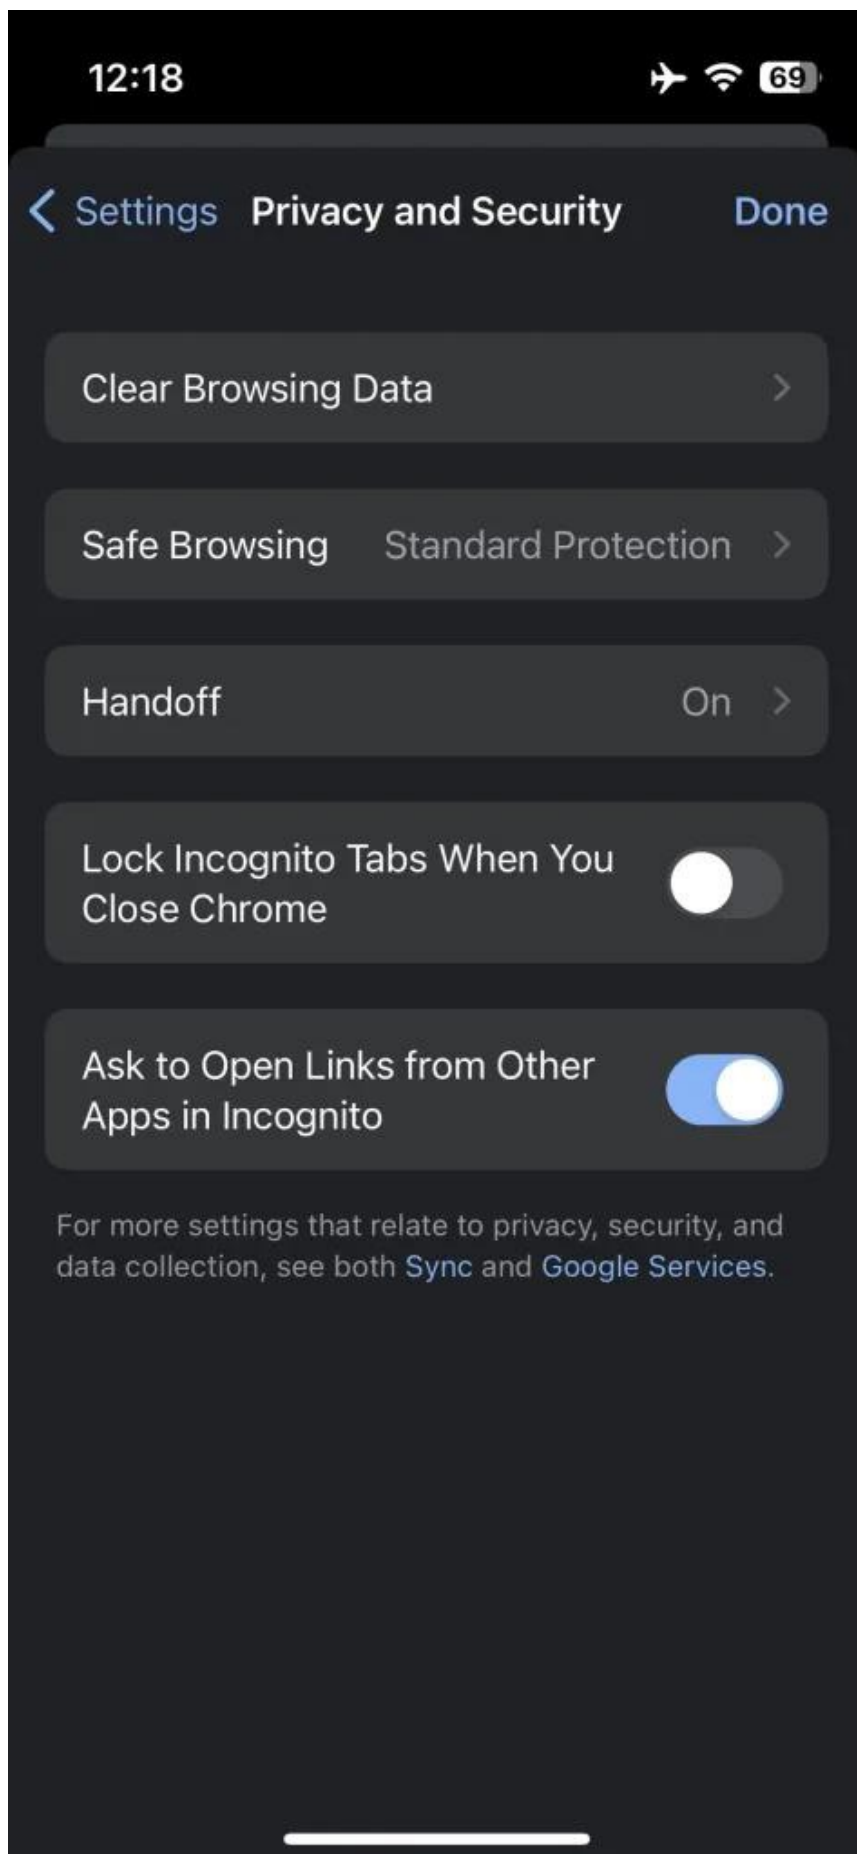 12:18
69
Settings Privacy and Security Done
Clear Browsing Data
Safe Browsing Standard Protection
Handoff On
Lock Incognito Tabs When You
Close Chrome
Ask to Open Links from Other
Apps in Incognito
For more settings that relate to privacy, security, and
data collection, see both Sync and Google Services.